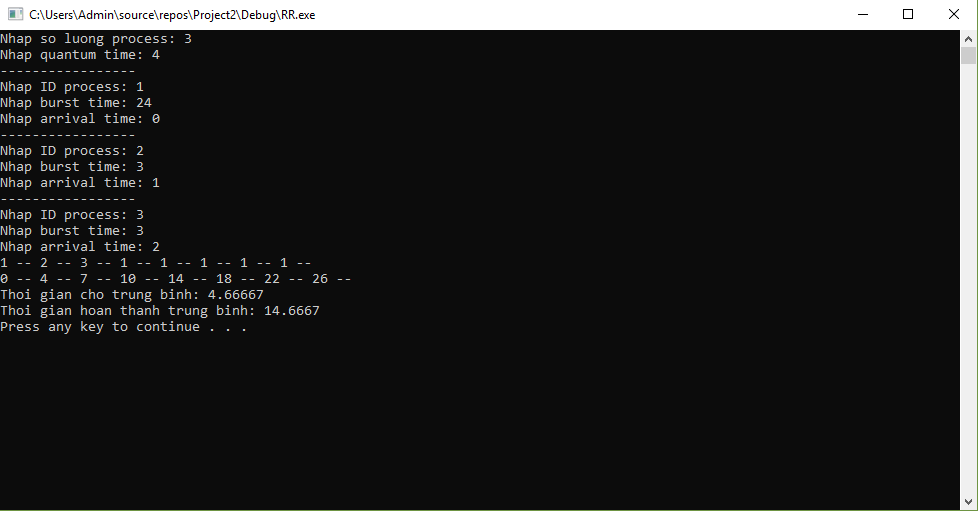 C:\Users\Admin\source\repos\Project2\Debug\RR.exe
Nhap so luong process: 3
Nhap quantum time: 4
-----------------
Nhap ID process: 1
Nhap burst time: 24
Nhap arrival time: 0
-----------------
Nhap ID process: 2
Nhap burst time: 3
Nhap arrival time: 1
-----------------
Nhap ID process: 3
Nhap burst time: 3
Nhap arrival time: 2
1 -- 2 -- 3 -- 1 -- 1 -- 1 -- 1 -- 1 --
0 -- 4 -- 7 -- 10 -- 14 -- 18 -- 22 -- 26 --
Thoi gian cho trung binh: 4.66667
Thoi gian hoan thanh trung binh: 14.6667
Press any key to continue . . .